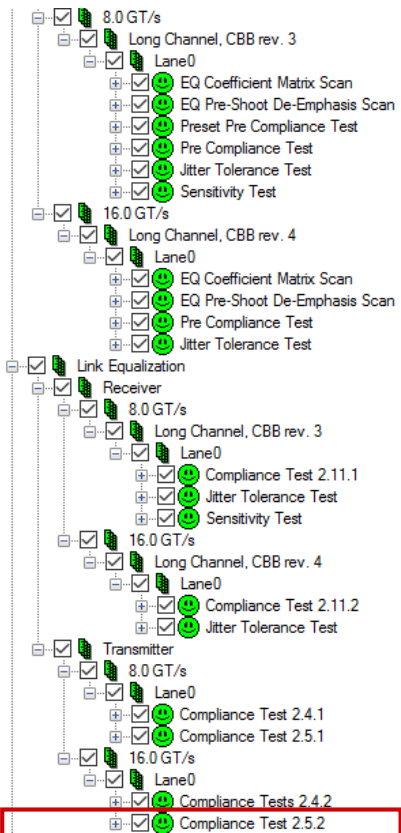 8.0 GT/s
Long Channel, CBB rev. 3
Lane0
EQ Coefficient Matrix Scan
EQ Pre-Shoot De-Emphasis Scan
Preset Pre Compliance Test
Pre Compliance Test
Jitter Tolerance Test
Sensitivity Test
16.0 GT/s
Long Channel, CBB rev. 4
Lane0
EQ Coefficient Matrix Scan
EQ Pre-Shoot De-Emphasis Scan
Pre Compliance Test
Jitter Tolerance Test
Link Equalization
Receiver
8.0 GT/s
Long Channel, CBB rev. 3
Lane0
Compliance Test 2.11.1
Jitter Tolerance Test
Sensitivity Test
16.0 GT/s
Long Channel, CBB rev. 4
Lane0
Compliance Test 2.11.2
Jitter Tolerance Test
Transmitter
8.0 GT/s
Lane0
Compliance Test 2.4.1
Compliance Test 2.5.1
16.0 GT/s
Lane0
Compliance Tests 2.4.2
Compliance Test 2.5.2